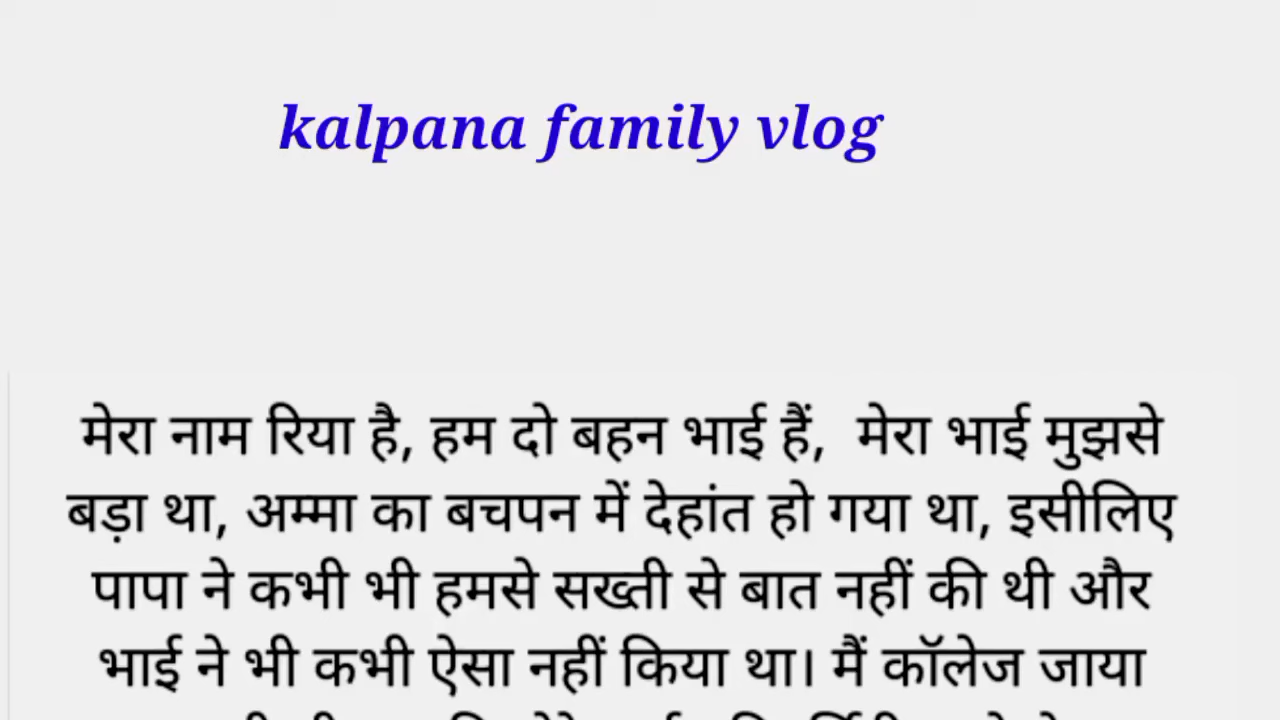 kalpana family vlog
मेरा नाम रिया है, हम दो बहन भाई हैं,  मेरा भाई मुझसे
बड़ा था, अम्मा का बचपन में देहांत हो गया था, इसीलिए
पापा ने कभी भी हमसे सख्ती से बात नहीं की थी और
भाई ने भी कभी ऐसा नहीं किया था। मैं कॉलेज जाया